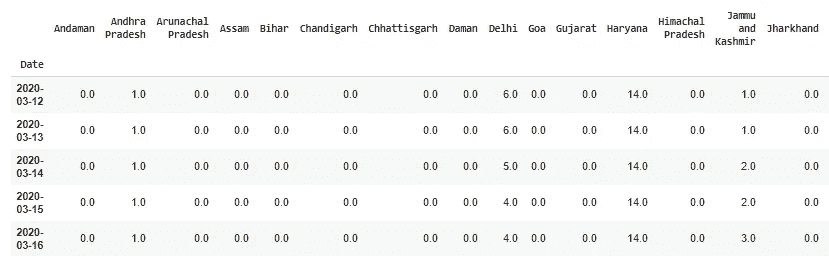 Andaman Andhra Pradesh Arunachal Pradesh Assam Bihar Chandigarh Chhattisgarh Daman Delhi Goa Gujarat Haryana Himachal Pradesh Jammu and Kashmir Jharkhand
Date
2020-03-12 0.0 1.0 0.0 0.0 0.0 0.0 0.0 0.0 6.0 0.0 0.0 14.0 0.0 1.0 0.0
2020-03-13 0.0 1.0 0.0 0.0 0.0 0.0 0.0 0.0 6.0 0.0 0.0 14.0 0.0 1.0 0.0
2020-03-14 0.0 1.0 0.0 0.0 0.0 0.0 0.0 0.0 5.0 0.0 0.0 14.0 0.0 2.0 0.0
2020-03-15 0.0 1.0 0.0 0.0 0.0 0.0 0.0 0.0 4.0 0.0 0.0 14.0 0.0 2.0 0.0
2020-03-16 0.0 1.0 0.0 0.0 0.0 0.0 0.0 0.0 4.0 0.0 0.0 14.0 0.0 3.0 0.0